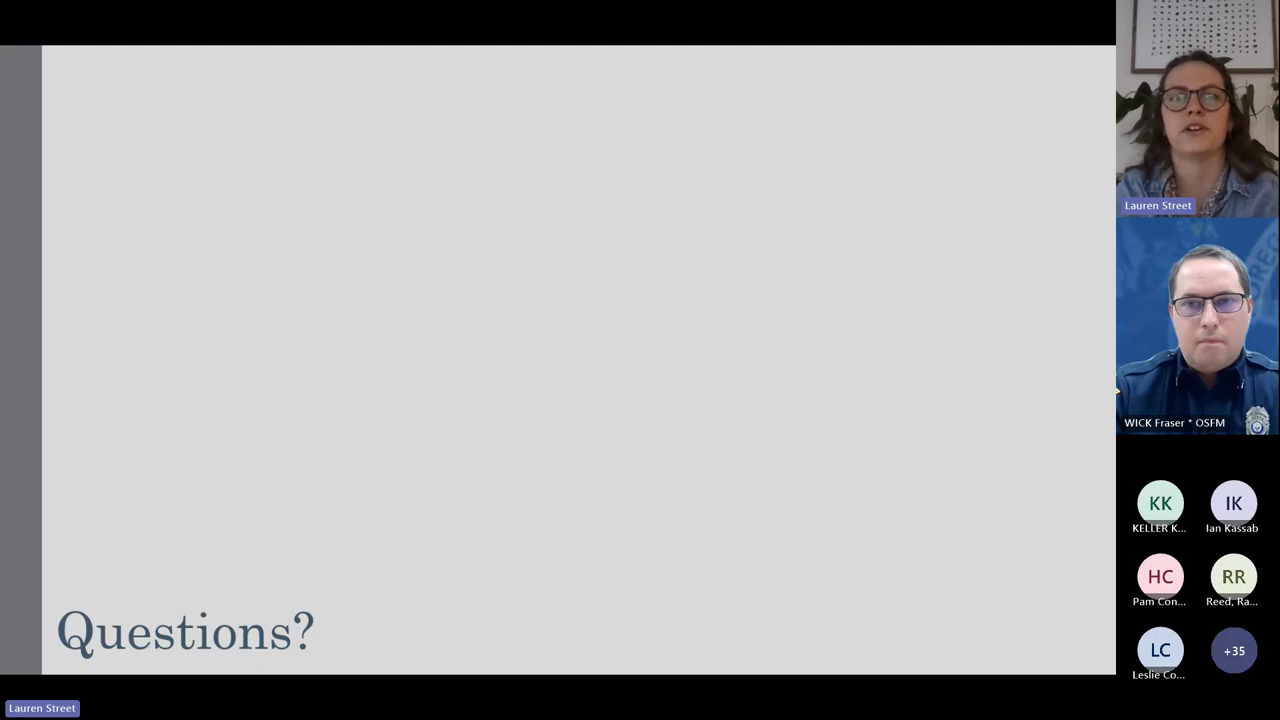 Questions?
Lauren Street
Lauren Street
WICK Fraser * OSFM
KK
KELLER K...
IK
Ian Kassab
HC
Pam Con...
RR
Reed, Ra...
LC
Leslie Co...
+35